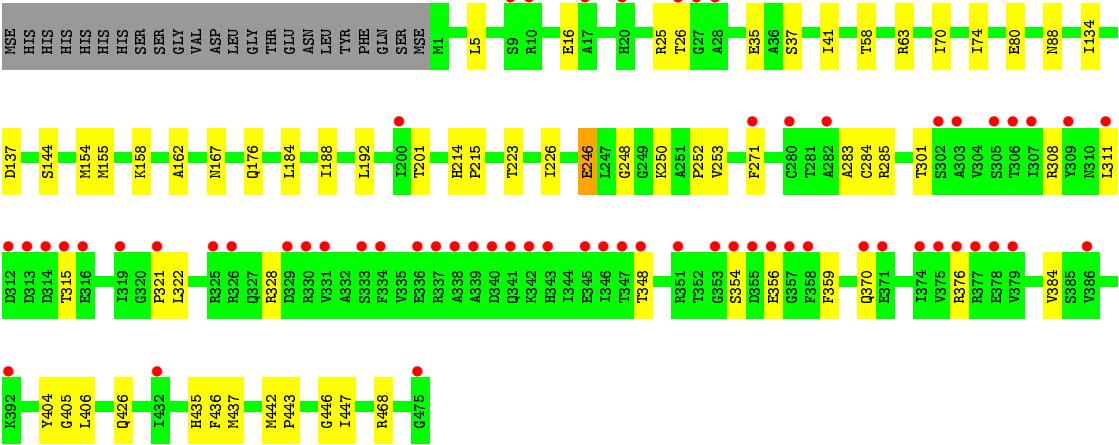 MSE HIS HIS HIS HIS HIS HIS SER SER GLY VAL ASP LEU GLY THR GLU ASN LEU TYR PHE GLN SER MSE M1 L5 S9 R10 E16 A17 H20 R25 T26 G27 A28 E35 A36 S37 I41 T58 R63 I70 I74 E80 N88 I134
D137 S144 M154 M155 K158 A162 N167 Q176 L184 I188 L192 I200 T201 H214 P215 T223 I226 E246 L247 G248 G249 K250 A251 P252 V253 F271 C280 T281 A282 A283 C284 R285 T301 S302 A303 V304 S305 T306 I307 R308 Y309 N310 L311
D312 D313 D314 T315 E316 I319 G320 P321 L322 R325 R326 Q327 R328 D329 R330 V331 A332 S333 F334 V335 E336 R337 A338 A339 D340 Q341 K342 H343 I344 E345 I346 T347 T348 R351 T352 G353 S354 D355 E356 G357 F358 F359 Q370 E371 I374 V375 R376 R377 E378 V379 V384 S385 V386
K392 Y404 G405 L406 Q426 I432 H435 F436 M437 M442 P443 G446 I447 R468 G475